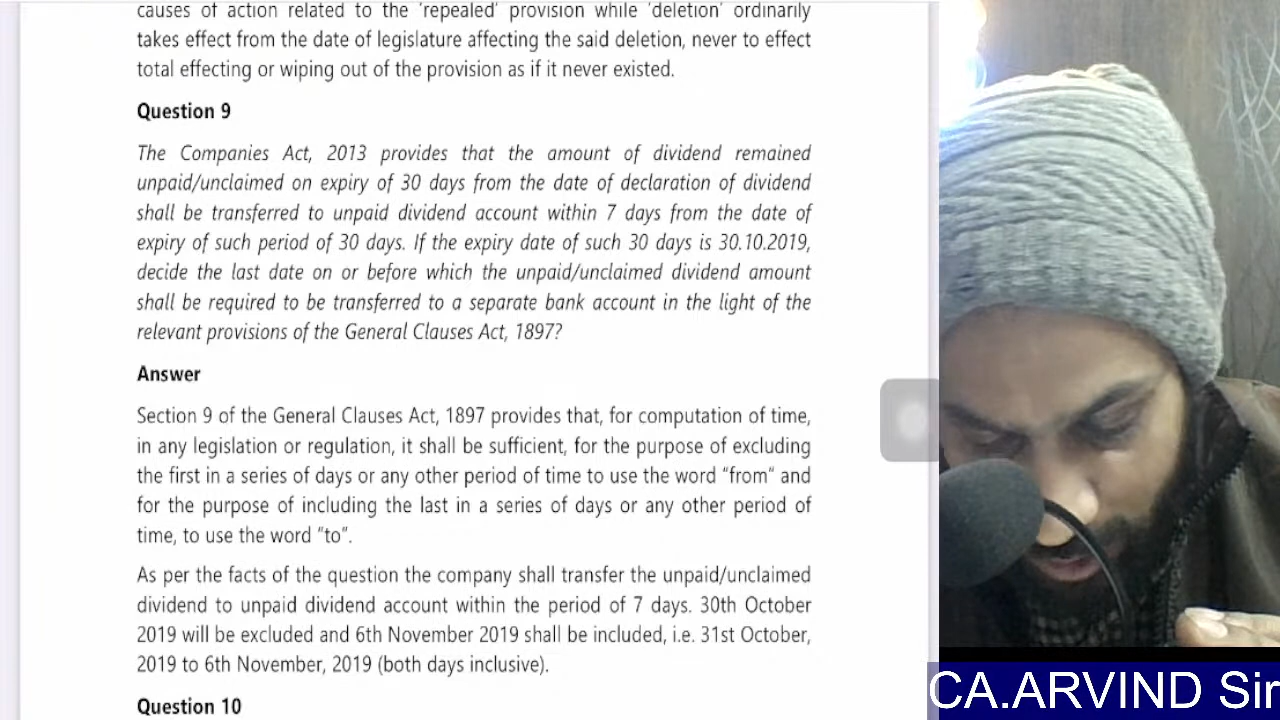 causes of action related to the 'repealed' provision while 'deletion' ordinarily
takes effect from the date of legislature affecting the said deletion, never to effect
total effecting or wiping out of the provision as if it never existed.
Question 9
The Companies Act, 2013 provides that the amount of dividend remained
unpaid/unclaimed on expiry of 30 days from the date of declaration of dividend
shall be transferred to unpaid dividend account within 7 days from the date of
expiry of such period of 30 days. If the expiry date of such 30 days is 30.10.2019,
decide the last date on or before which the unpaid/unclaimed dividend amount
shall be required to be transferred to a separate bank account in the light of the
relevant provisions of the General Clauses Act, 1897?
Answer
Section 9 of the General Clauses Act, 1897 provides that, for computation of time,
in any legislation or regulation, it shall be sufficient, for the purpose of excluding
the first in a series of days or any other period of time to use the word "from" and
for the purpose of including the last in a series of days or any other period of
time, to use the word "to".
As per the facts of the question the company shall transfer the unpaid/unclaimed
dividend to unpaid dividend account within the period of 7 days. 30th October
2019 will be excluded and 6th November 2019 shall be included, i.e. 31st October,
2019 to 6th November, 2019 (both days inclusive).
Question 10
CA.ARVIND Sir